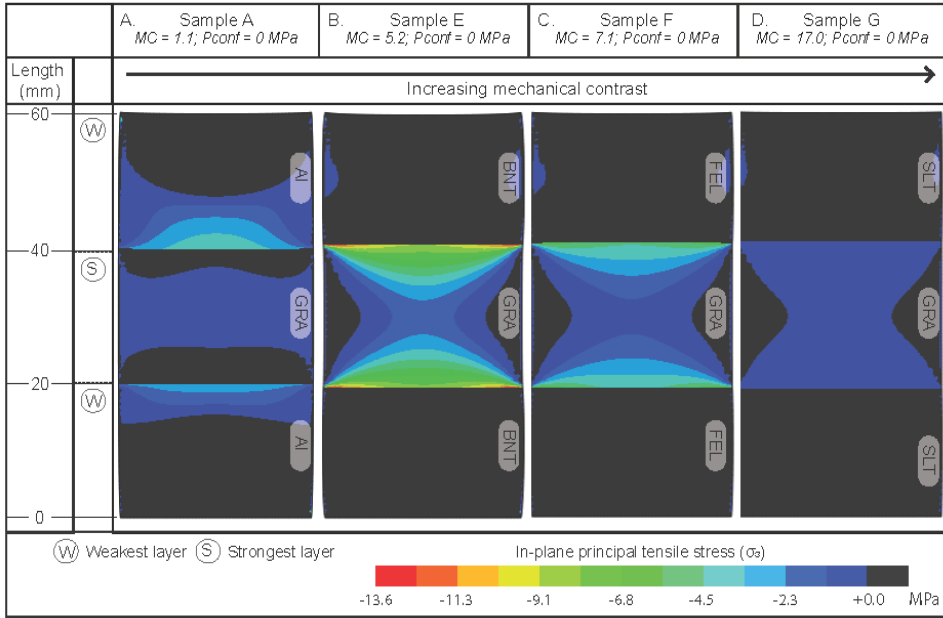 A. Sample A
MC = 1.1; Pconf = 0 MPa
B. Sample E
MC = 5.2; Pconf = 0 MPa
C. Sample F
MC = 7.1; Pconf = 0 MPa
D. Sample G
MC = 17.0; Pconf = 0 MPa
Length
(mm)
Increasing mechanical contrast
60
W
Al
BNT
FEL
SLT
40
S
GRA
GRA
GRA
GRA
20
W
Al
BNT
FEL
SLT
0
W Weakest layer S Strongest layer
In-plane principal tensile stress (σ₃)
-13.6 -11.3 -9.1 -6.8 -4.5 -2.3 +0.0 MPa